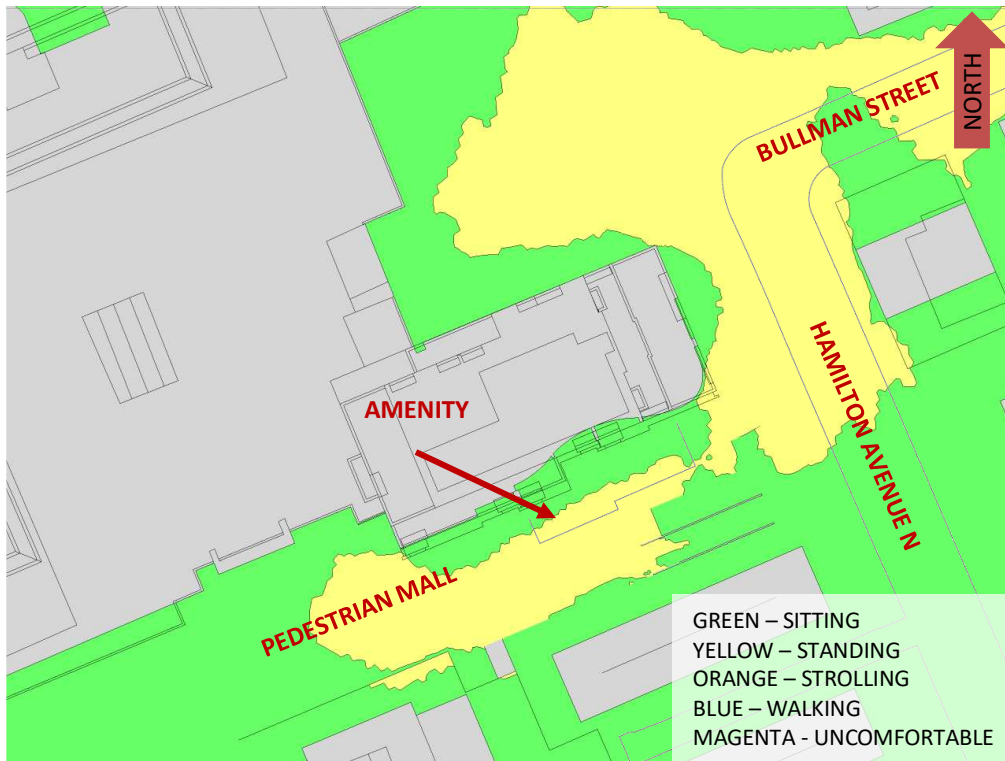 NORTH
BULLMAN STREET
HAMILTON AVENUE N
AMENITY
PEDESTRIAN MALL
GREEN – SITTING
YELLOW – STANDING
ORANGE – STROLLING
BLUE – WALKING
MAGENTA - UNCOMFORTABLE